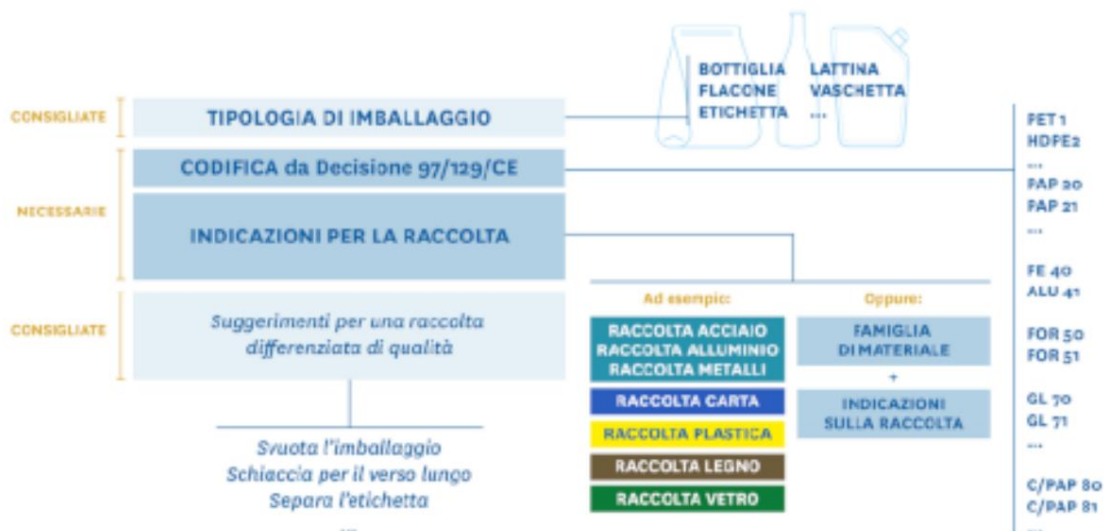 BOTTIGLIA LATTINA
FLACONE VASCHETTA
ETICHETTA ...
CONSIGLIATE
TIPOLOGIA DI IMBALLAGGIO
NECESSARIE
CODIFICA da Decisione 97/129/CE
INDICAZIONI PER LA RACCOLTA
CONSIGLIATE
Suggerimenti per una raccolta
differenziata di qualità
Svuota l'imballaggio
Schiaccia per il verso lungo
Separa l'etichetta
...
Ad esempio:
RACCOLTA ACCIAIO
RACCOLTA ALLUMINIO
RACCOLTA METALLI
RACCOLTA CARTA
RACCOLTA PLASTICA
RACCOLTA LEGNO
RACCOLTA VETRO
Oppure:
FAMIGLIA
DI MATERIALE
+
INDICAZIONI
SULLA RACCOLTA
PET 1
HDPE2
...
PAP 20
PAP 21
...
FE 40
ALU 41
FOR 50
FOR 51
GL 70
GL 71
...
C/PAP 80
C/PAP 81
...